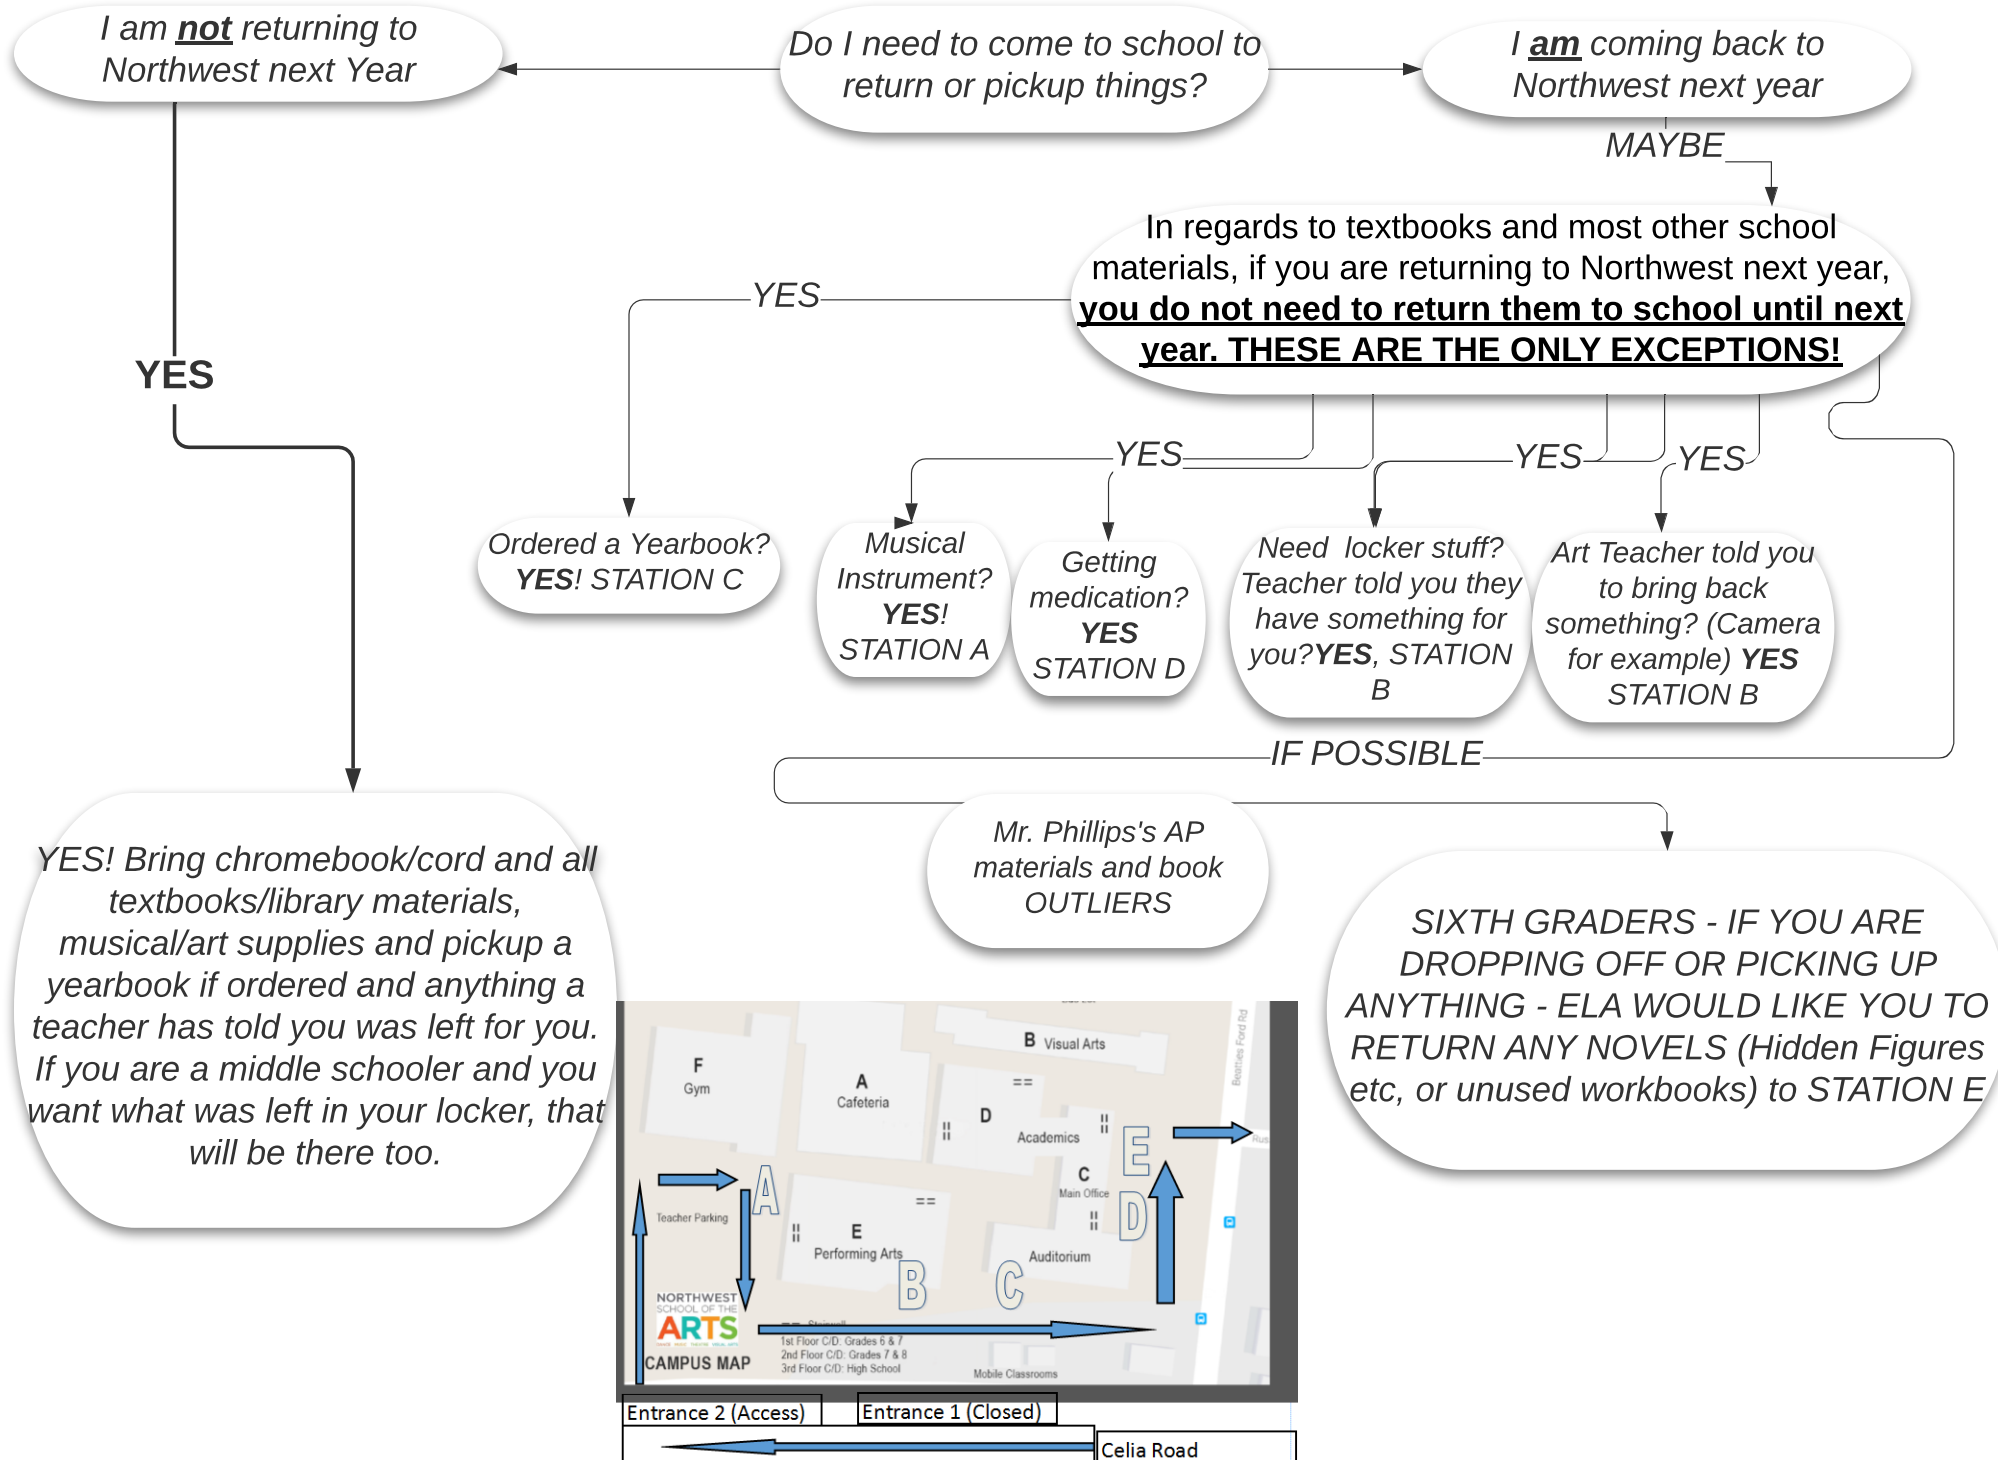 I am not returning to
Northwest next Year
Do I need to come to school to
return or pickup things?
I am coming back to
Northwest next year
MAYBE
In regards to textbooks and most other school
materials, if you are returning to Northwest next year,
you do not need to return them to school until next
year. THESE ARE THE ONLY EXCEPTIONS!
YES
YES
YES
YES
YES
Ordered a Yearbook?
YES! STATION C
Musical
Instrument?
YES!
STATION A
Getting
medication?
YES
STATION D
Need  locker stuff?
Teacher told you they
have something for
you?YES, STATION
B
Art Teacher told you
to bring back
something? (Camera
for example) YES
STATION B
IF POSSIBLE
YES! Bring chromebook/cord and all
textbooks/library materials,
musical/art supplies and pickup a
yearbook if ordered and anything a
teacher has told you was left for you.
If you are a middle schooler and you
want what was left in your locker, that
will be there too.
Mr. Phillips's AP
materials and book
OUTLIERS
SIXTH GRADERS - IF YOU ARE
DROPPING OFF OR PICKING UP
ANYTHING - ELA WOULD LIKE YOU TO
RETURN ANY NOVELS (Hidden Figures
etc, or unused workbooks) to STATION E
F
Gym
A
Cafeteria
B Visual Arts
Beatties Ford Rd
D
Academics
C
Main Office
E
D
Rus
A
Teacher Parking
E
Performing Arts
Auditorium
B
C
NORTHWEST
SCHOOL OF THE
ARTS
CAMPUS MAP
Stairwell
1st Floor C/D: Grades 6 & 7
2nd Floor C/D: Grades 7 & 8
3rd Floor C/D: High School
Mobile Classrooms
Entrance 2 (Access)
Entrance 1 (Closed)
Celia Road